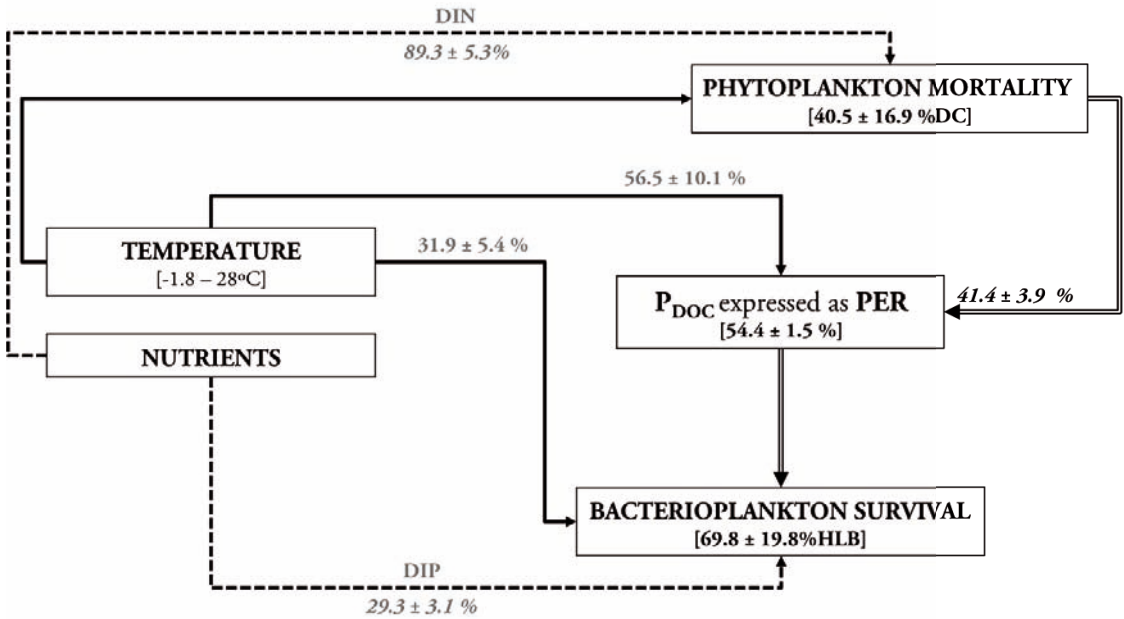 DIN
89.3 ± 5.3%
PHYTOPLANKTON MORTALITY
[40.5 ± 16.9 %DC]
56.5 ± 10.1 %
TEMPERATURE
[-1.8 – 28ºC]
31.9 ± 5.4 %
P_DOC expressed as PER
[54.4 ± 1.5 %]
41.4 ± 3.9 %
NUTRIENTS
BACTERIOPLANKTON SURVIVAL
[69.8 ± 19.8%HLB]
DIP
29.3 ± 3.1 %